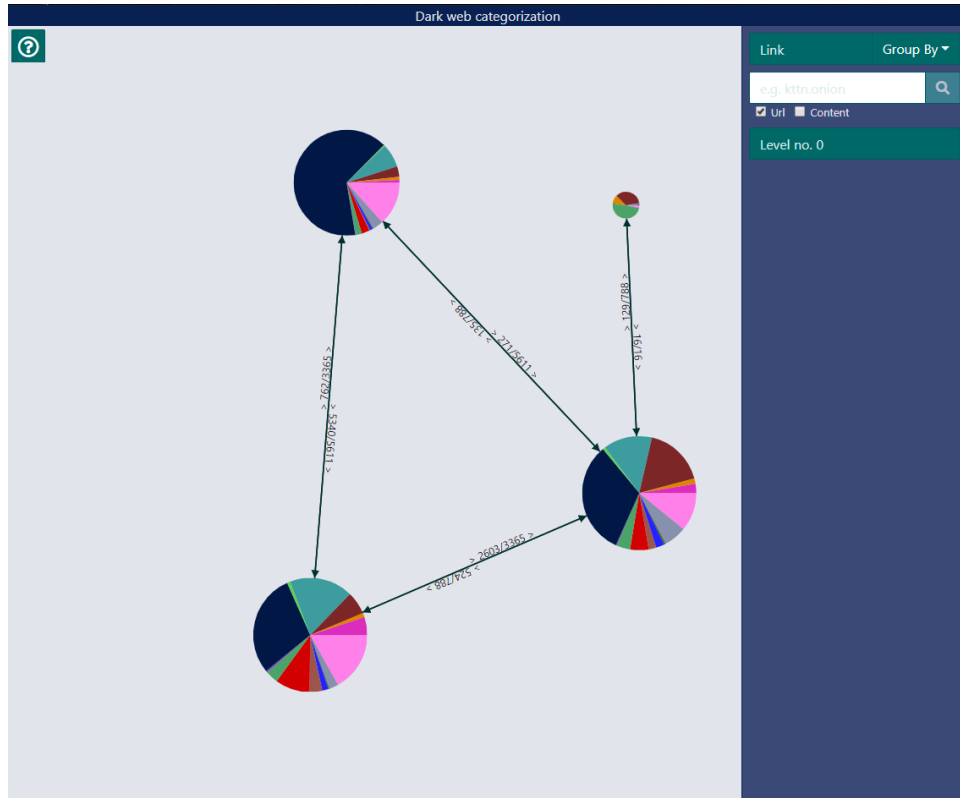 Dark web categorization
?
Link
Group By
e.g. kttn.onion
Url
Content
Level no. 0
> 129/788 >
> 16/16 >
< 135/788 <
> 271/5611 >
> 762/3365 >
> 5340/5611 >
> 2603/3365 >
< 524/788 <